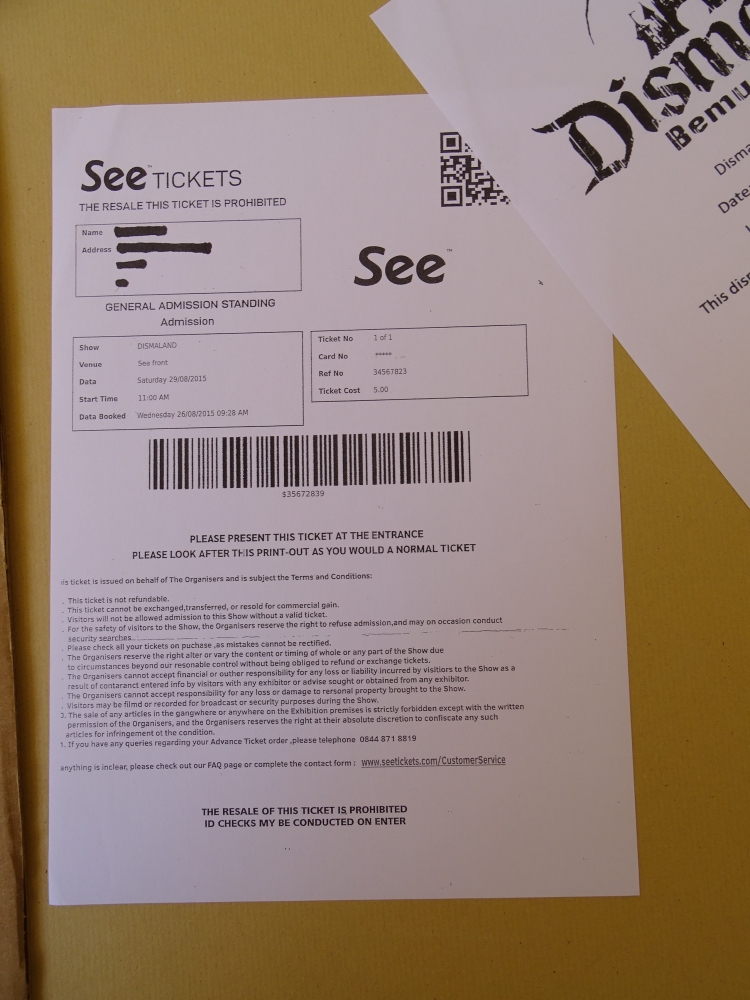 See™ TICKETS
THE RESALE THIS TICKET IS PROHIBITED
Name
Address
See™
GENERAL ADMISSION STANDING
Admission
Show DISMALAND
Venue See front
Data Saturday 29/08/2015
Start Time 11:00 AM
Data Booked Wednesday 26/08/2015 09:28 AM
Ticket No 1 of 1
Card No *****
Ref No 34567823
Ticket Cost 5.00
$35672839
PLEASE PRESENT THIS TICKET AT THE ENTRANCE
PLEASE LOOK AFTER THIS PRINT-OUT AS YOU WOULD A NORMAL TICKET
is ticket is issued on behalf of The Organisers and is subject the Terms and Conditions:
. This ticket is not refundable.
. This ticket cannot be exchanged,transferred, or resold for commercial gain.
. Visitors will not be allowed admission to this Show without a valid ticket.
. For the safety of visitors to the Show, the Organisers reserve the right to refuse admission,and may on occasion conduct
security searches
. Please check all your tickets on puchase ,as mistakes cannot be rectified.
. The Organisers reserve the right alter or vary the content or timing of whole or any part of the Show due
to circumstances beyond our resonable control without being obliged to refund or exchange tickets.
. The Organisers cannot accept financial or outher responsibility for any loss or liability incurred by visitiors to the Show as a
result of contaranct entered info by visitors with any exhibitor or advise sought or obtained from any exhibitor.
. The Organisers cannot accept responsibility for any loss or damage to rersonal property brought to the Show.
. Visitors may be filmed or recorded for broadcast or security purposes during the Show.
0. The sale of any articles in the gangwhere or anywhere on the Exhibition premises is strictly forbidden except with the written
permission of the Organisers, and the Organisers reserves the right at their absolute discretion to confiscate any such
articles for infringement ot the condition.
1. If you have any queries regarding your Advance Ticket order ,please telephone 0844 871 8819
anything is inclear, please check out our FAQ page or complete the contact form : www.seetickets.com/CustomerService
THE RESALE OF THIS TICKET IS PROHIBITED
ID CHECKS MY BE CONDUCTED ON ENTER
Dismo
Bemu
Disma
Date:
This dis